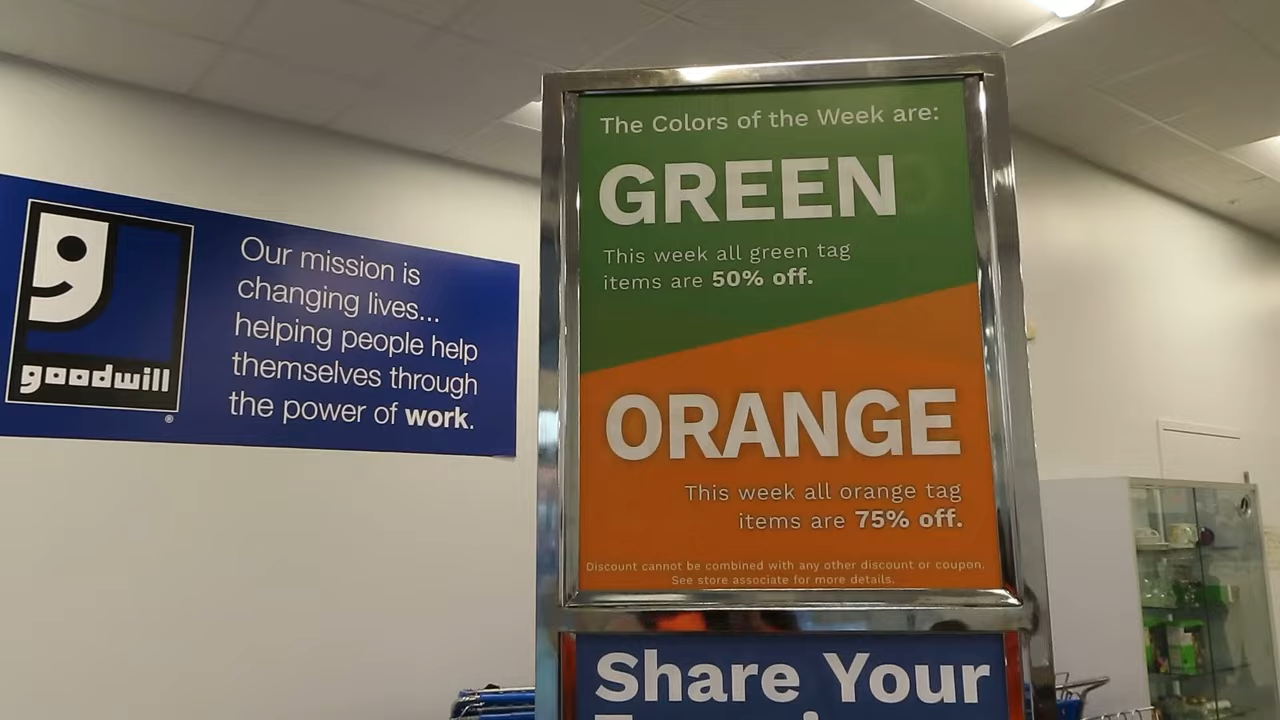 goodwill
®
Our mission is
changing lives...
helping people help
themselves through
the power of work.
The Colors of the Week are:
GREEN
This week all green tag
items are 50% off.
ORANGE
This week all orange tag
items are 75% off.
Discount cannot be combined with any other discount or coupon.
See store associate for more details.
Share Your